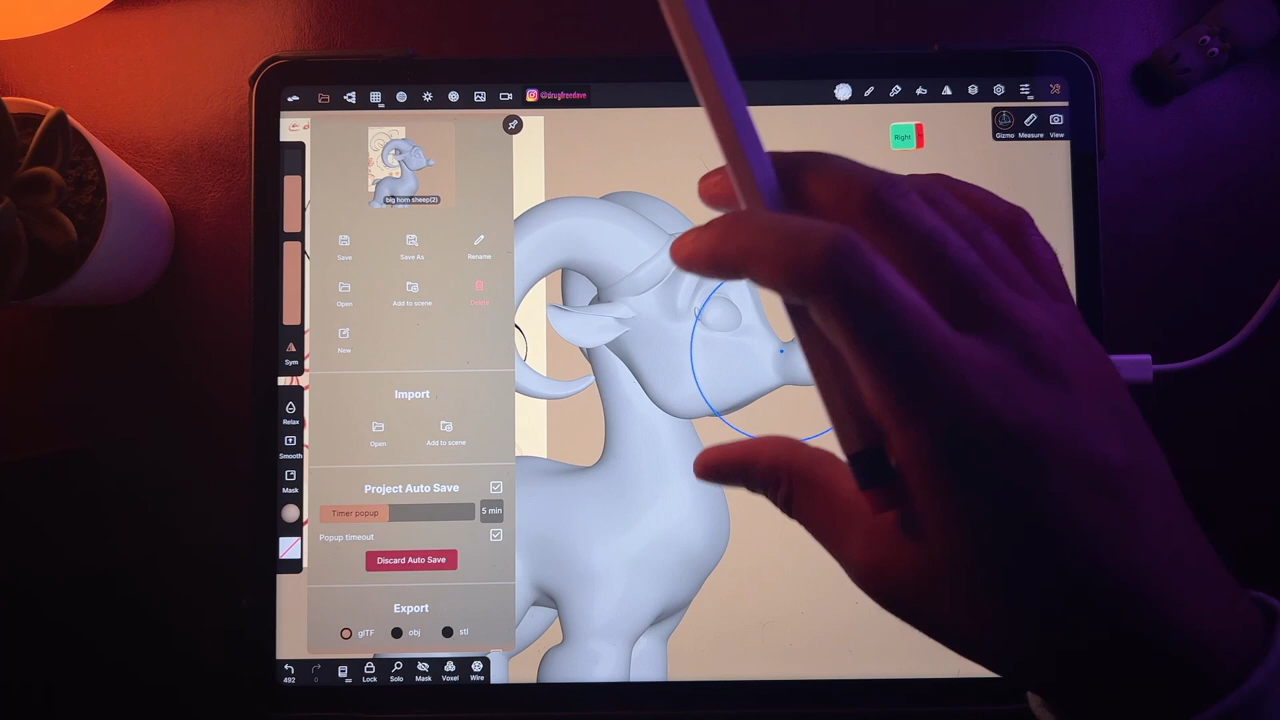 @drugfreedave
Right
Gizmo
Measure
View
big horn sheep(2)
Save
Save As
Rename
Open
Add to scene
Delete
New
Sym
Import
Open
Add to scene
Relax
Smooth
Mask
Project Auto Save
Timer popup
5 min
Popup timeout
Discard Auto Save
Export
glTF
obj
stl
492
0
Lock
Solo
Mask
Voxel
Wire